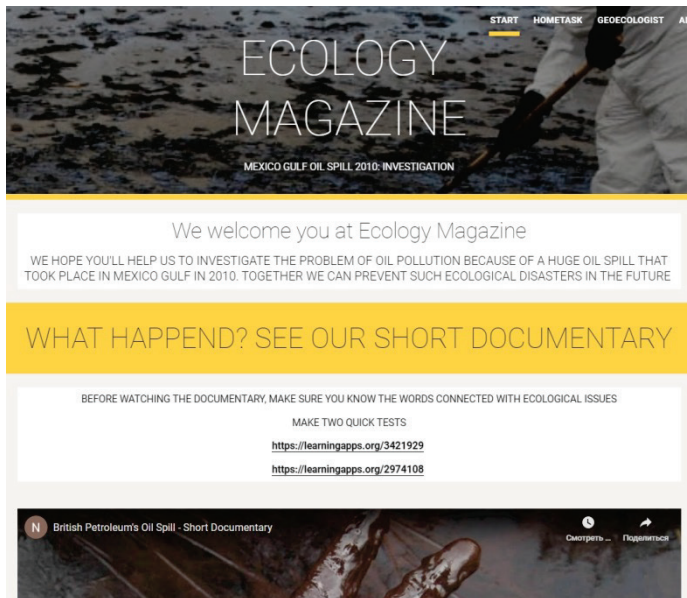 START HOMETASK GEOECOLOGIST
ECOLOGY
MAGAZINE
MEXICO GULF OIL SPILL 2010: INVESTIGATION
We welcome you at Ecology Magazine
WE HOPE YOU'LL HELP US TO INVESTIGATE THE PROBLEM OF OIL POLLUTION BECAUSE OF A HUGE OIL SPILL THAT
TOOK PLACE IN MEXICO GULF IN 2010. TOGETHER WE CAN PREVENT SUCH ECOLOGICAL DISASTERS IN THE FUTURE
WHAT HAPPEND? SEE OUR SHORT DOCUMENTARY
BEFORE WATCHING THE DOCUMENTARY, MAKE SURE YOU KNOW THE WORDS CONNECTED WITH ECOLOGICAL ISSUES
MAKE TWO QUICK TESTS
https://learningapps.org/3421929
https://learningapps.org/2974108
N British Petroleum's Oil Spill - Short Documentary
Смотреть ... Поделиться